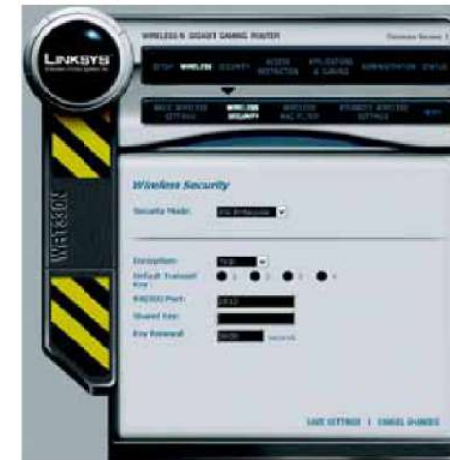 LINKSYS
WIRELESS-N GIGABIT GAMING ROUTER
SETUP WIRELESS SECURITY ACCESS RESTRICTION APPLICATIONS & GAMING ADMINISTRATION STATUS
BASIC WIRELESS SETTINGS WIRELESS SECURITY WIRELESS MAC FILTER ADVANCED WIRELESS SETTINGS
WRT330N
Wireless Security
Security Mode:
Encryption:
Default Transmit Key: 1 2 3 4
RADIUS Port:
Shared Key:
Key Renewal: seconds
SAVE SETTINGS | CANCEL CHANGES